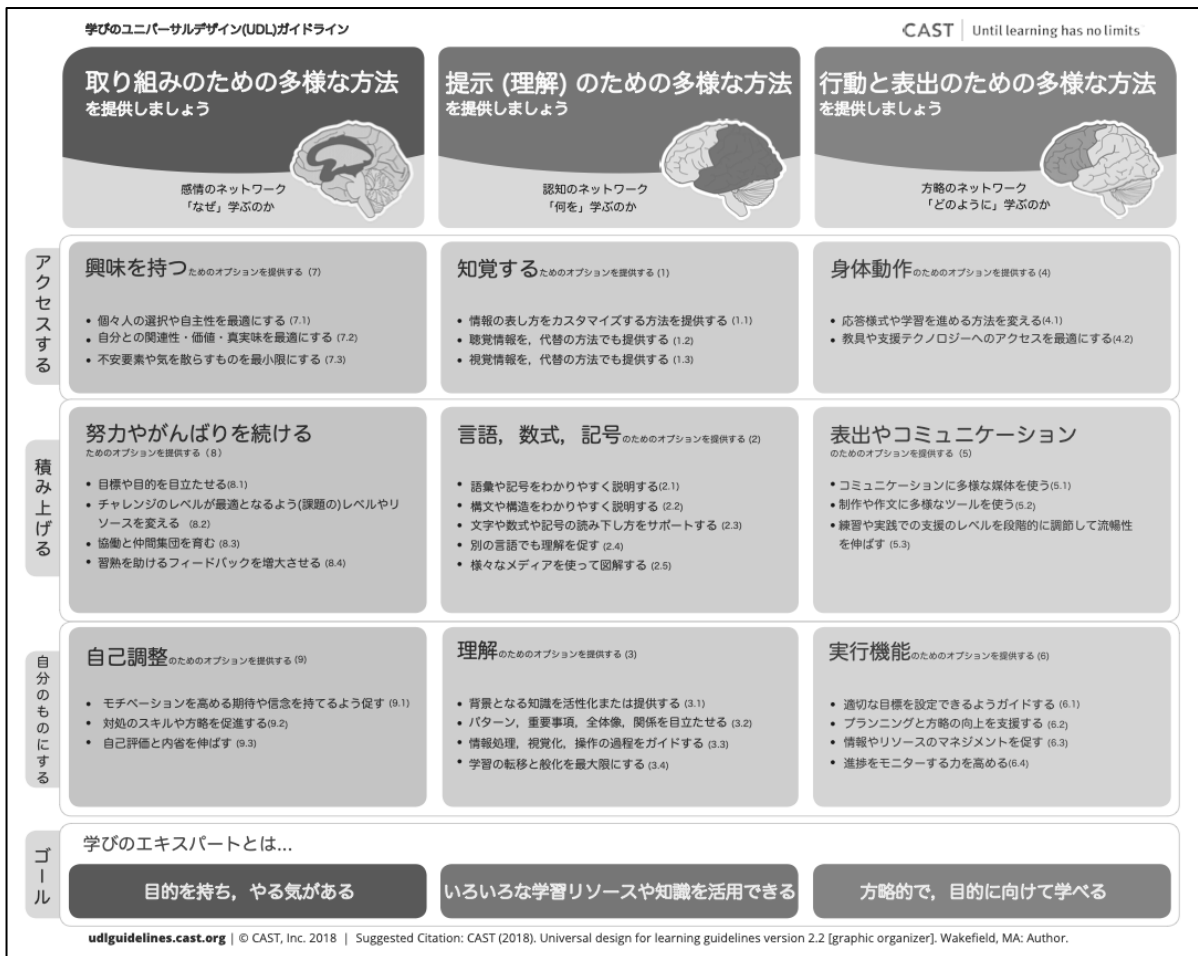 学びのユニバーサルデザイン(UDL)ガイドライン
CAST | Until learning has no limits
取り組みのための多様な方法
を提供しましょう
感情のネットワーク
「なぜ」学ぶのか
提示 (理解) のための多様な方法
を提供しましょう
認知のネットワーク
「何を」学ぶのか
行動と表出のための多様な方法
を提供しましょう
方略のネットワーク
「どのように」学ぶのか
アクセスする
興味を持つためのオプションを提供する (7)
• 個々人の選択や自主性を最適にする (7.1)
• 自分との関連性・価値・真実味を最適にする (7.2)
• 不安要素や気を散らすものを最小限にする (7.3)
知覚するためのオプションを提供する (1)
• 情報の表し方をカスタマイズする方法を提供する (1.1)
• 聴覚情報を，代替の方法でも提供する (1.2)
• 視覚情報を，代替の方法でも提供する (1.3)
身体動作のためのオプションを提供する (4)
• 応答様式や学習を進める方法を変える(4.1)
• 教具や支援テクノロジーへのアクセスを最適にする(4.2)
積み上げる
努力やがんばりを続ける
ためのオプションを提供する (8)
• 目標や目的を目立たせる(8.1)
• チャレンジのレベルが最適となるよう(課題の)レベルやリ
ソースを変える (8.2)
• 協働と仲間集団を育む (8.3)
• 習熟を助けるフィードバックを増大させる (8.4)
言語，数式，記号のためのオプションを提供する (2)
• 語彙や記号をわかりやすく説明する(2.1)
• 構文や構造をわかりやすく説明する (2.2)
• 文字や数式や記号の読み下し方をサポートする (2.3)
• 別の言語でも理解を促す (2.4)
• 様々なメディアを使って図解する (2.5)
表出やコミュニケーション
のためのオプションを提供する (5)
• コミュニケーションに多様な媒体を使う(5.1)
• 制作や作文に多様なツールを使う(5.2)
• 練習や実践での支援のレベルを段階的に調節して流暢性
を伸ばす (5.3)
自分のものにする
自己調整のためのオプションを提供する (9)
• モチベーションを高める期待や信念を持てるよう促す (9.1)
• 対処のスキルや方略を促進する(9.2)
• 自己評価と内省を伸ばす (9.3)
理解のためのオプションを提供する (3)
• 背景となる知識を活性化または提供する (3.1)
• パターン，重要事項，全体像，関係を目立たせる (3.2)
• 情報処理，視覚化，操作の過程をガイドする (3.3)
• 学習の転移と般化を最大限にする (3.4)
実行機能のためのオプションを提供する (6)
• 適切な目標を設定できるようガイドする (6.1)
• プランニングと方略の向上を支援する (6.2)
• 情報やリソースのマネジメントを促す (6.3)
• 進捗をモニターする力を高める(6.4)
ゴール
学びのエキスパートとは...
目的を持ち，やる気がある
いろいろな学習リソースや知識を活用できる
方略的で，目的に向けて学べる
udlguidelines.cast.org | © CAST, Inc. 2018 | Suggested Citation: CAST (2018). Universal design for learning guidelines version 2.2 [graphic organizer]. Wakefield, MA: Author.